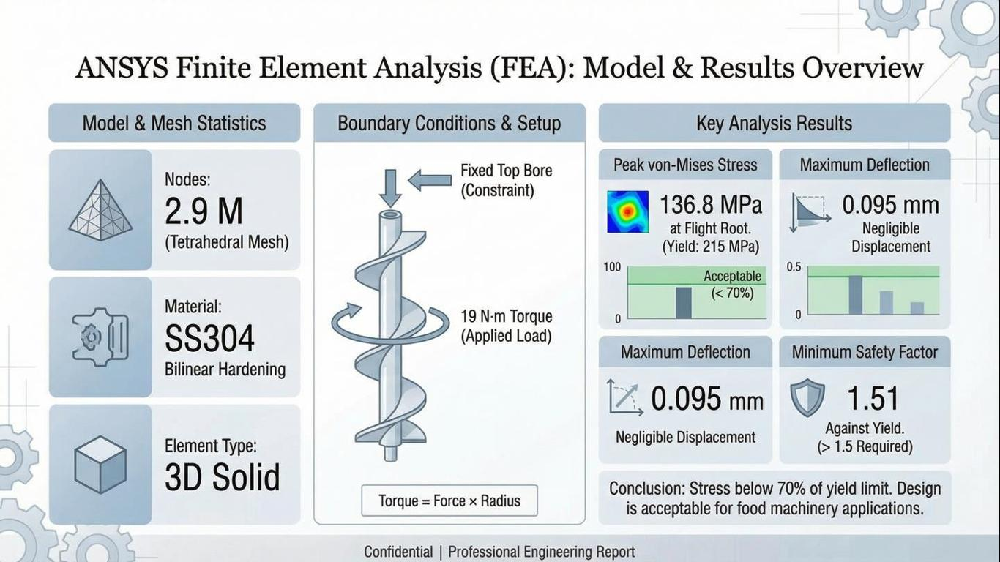 ANSYS Finite Element Analysis (FEA): Model & Results Overview
Model & Mesh Statistics
Nodes:
2.9 M
(Tetrahedral Mesh)
Material:
SS304
Bilinear Hardening
Element Type:
3D Solid
Boundary Conditions & Setup
Fixed Top Bore
(Constraint)
19 N·m Torque
(Applied Load)
Torque = Force × Radius
Key Analysis Results
Peak von-Mises Stress
136.8 MPa
at Flight Root.
(Yield: 215 MPa)
100
Acceptable
(< 70%)
0
Maximum Deflection
0.095 mm
Negligible
Displacement
0.5
0
Maximum Deflection
0.095 mm
Negligible Displacement
Minimum Safety Factor
1.51
Against Yield.
(> 1.5 Required)
Conclusion: Stress below 70% of yield limit. Design
is acceptable for food machinery applications.
Confidential | Professional Engineering Report